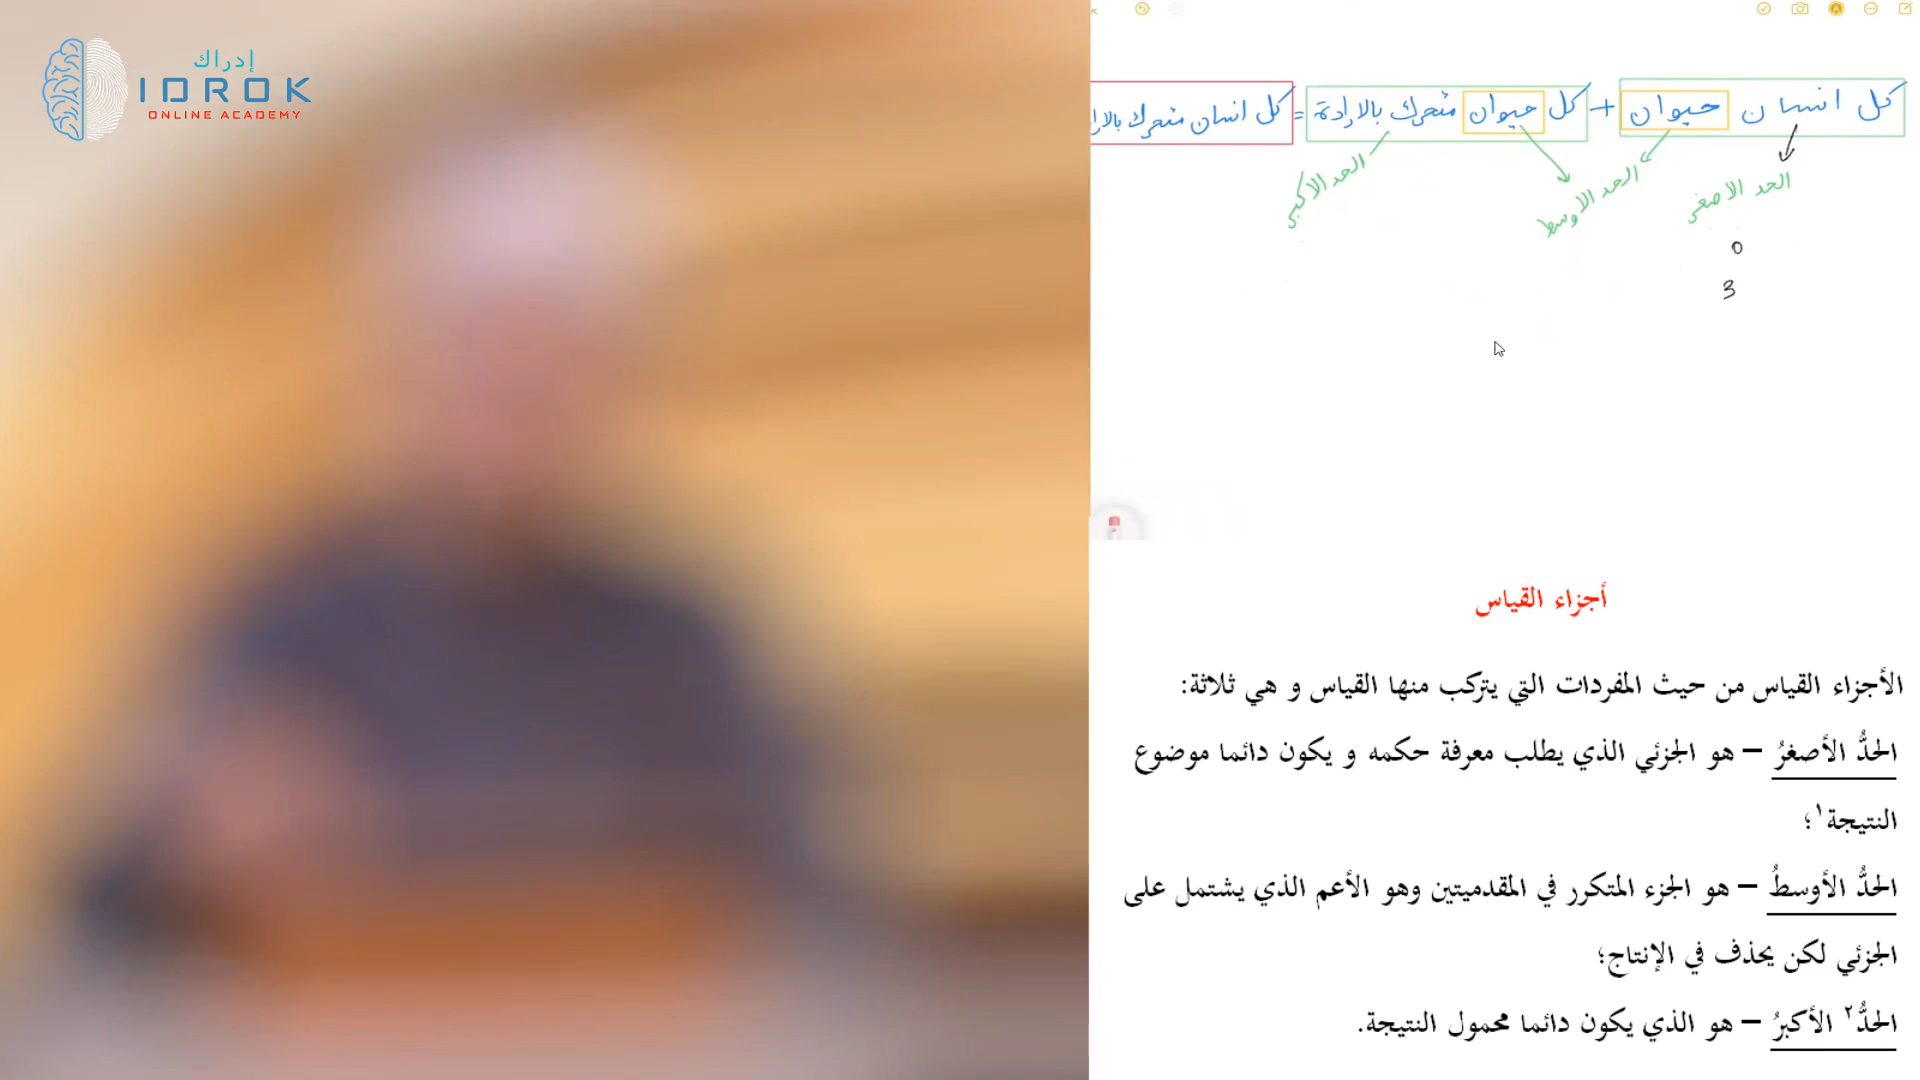 إدراك
IDROK
ONLINE ACADEMY
كل انسان حيوان + كل حيوان متحرك بالارادة = كل انسان متحرك بالارا
الحد الاصغر
الحد الاوسط
الحد الاكبر
0
3
أجزاء القياس
الأجزاء القياس من حيث المفردات التي يتركب منها القياس و هي ثلاثة:
الحدُّ الأصغرُ – هو الجزئي الذي يطلب معرفة حكمه و يكون دائما موضوع
النتيجة١؛
الحدُّ الأوسطُ – هو الجزء المتكرر في المقدميتين وهو الأعم الذي يشتمل على
الجزئي لكن يحذف في الإنتاج؛
الحدُّ٢ الأكبرُ – هو الذي يكون دائما محمول النتيجة.